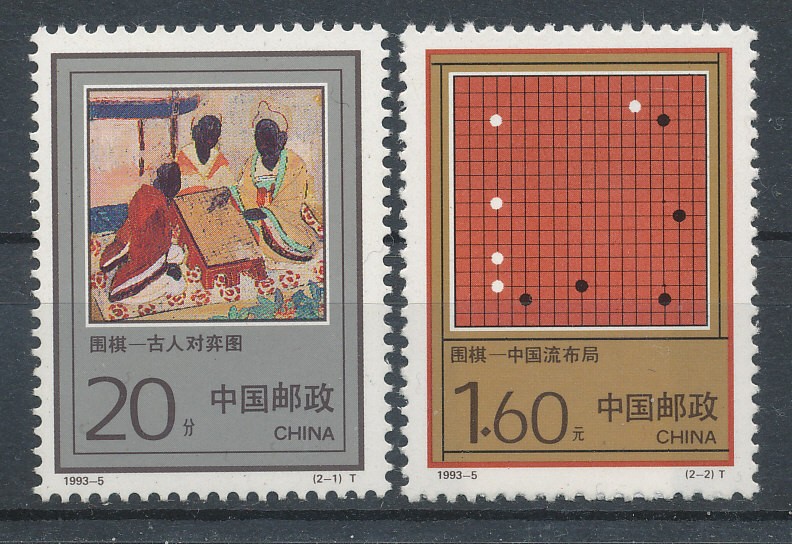 围棋—古人对弈图
20分
中国邮政
CHINA
1993-5
(2-1) T
围棋—中国流布局
1.60元
中国邮政
CHINA
1993-5
(2-2) T